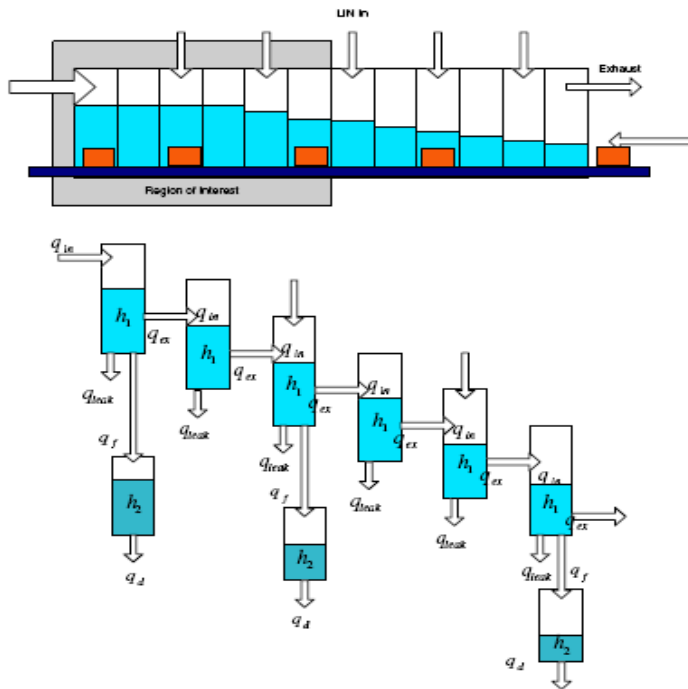 LIN In
Exhaust
Region of Interest
q_in
h_1
q_ex
q_in
q_leak
h_1
q_ex
q_in
q_f
q_leak
h_1
q_ex
q_in
h_2
q_leak
q_f
h_1
q_ex
q_in
q_d
h_2
q_leak
h_1
q_ex
q_in
q_d
q_leak
h_1
q_ex
q_leak
q_f
h_2
q_d